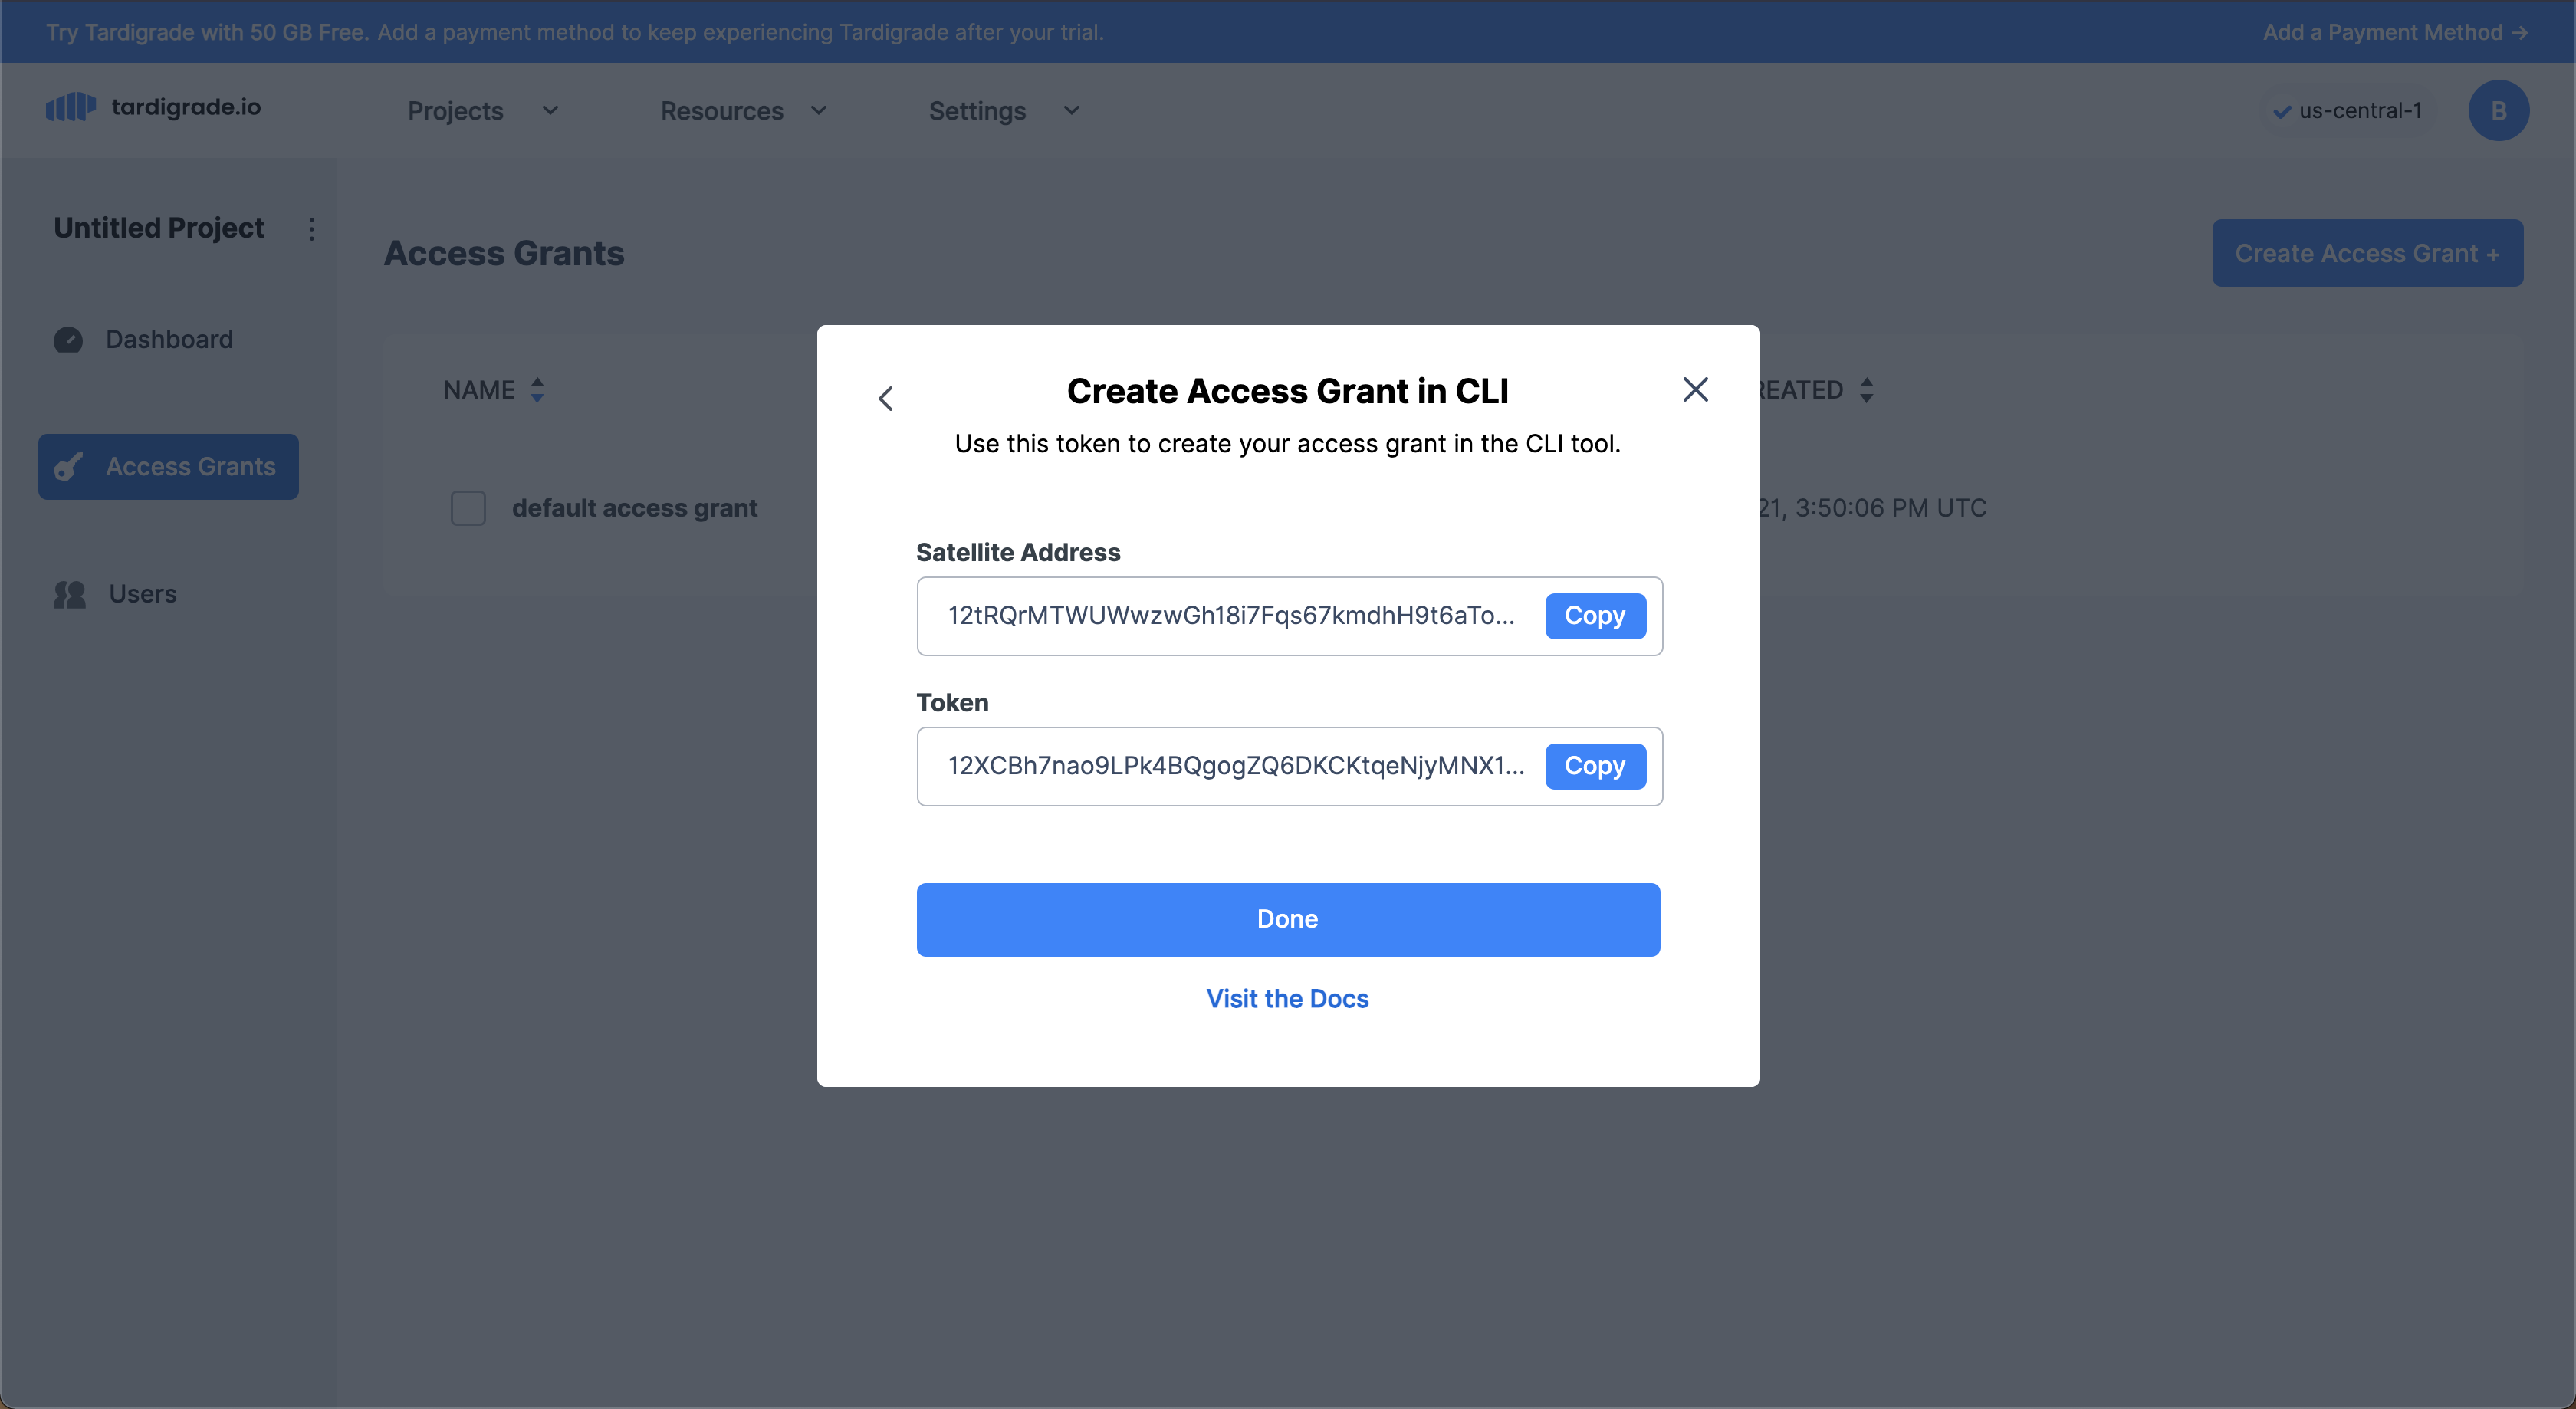 Try Tardigrade with 50 GB Free. Add a payment method to keep experiencing Tardigrade after your trial.
Add a Payment Method →
tardigrade.io
Projects
Resources
Settings
us-central-1
B
Untitled Project
Access Grants
Create Access Grant +
Dashboard
Access Grants
Users
NAME
REATED
default access grant
21, 3:50:06 PM UTC
Create Access Grant in CLI
Use this token to create your access grant in the CLI tool.
Satellite Address
12tRQrMTWUWwzwGh18i7Fqs67kmdhH9t6aTo...
Copy
Token
12XCBh7nao9LPk4BQgogZQ6DKCKtqeNjyMNX1...
Copy
Done
Visit the Docs